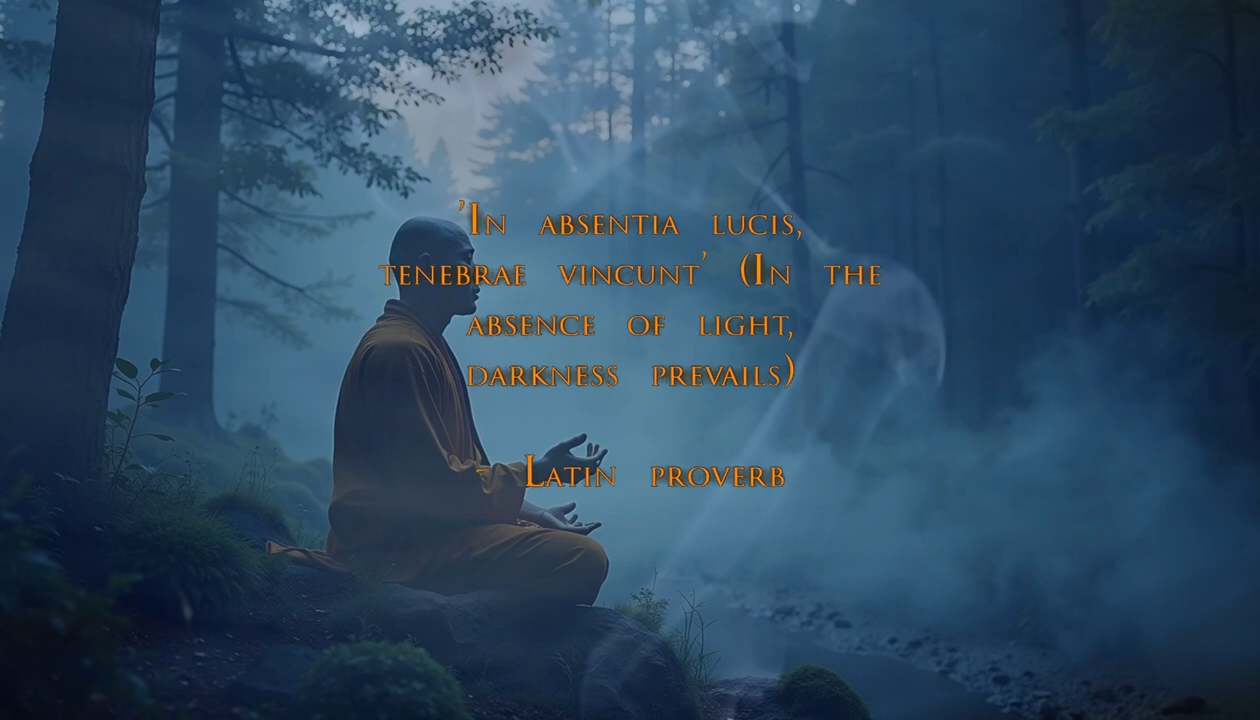 'In absentia lucis,
tenebrae vincunt' (In the
absence of light,
darkness prevails)
- Latin proverb